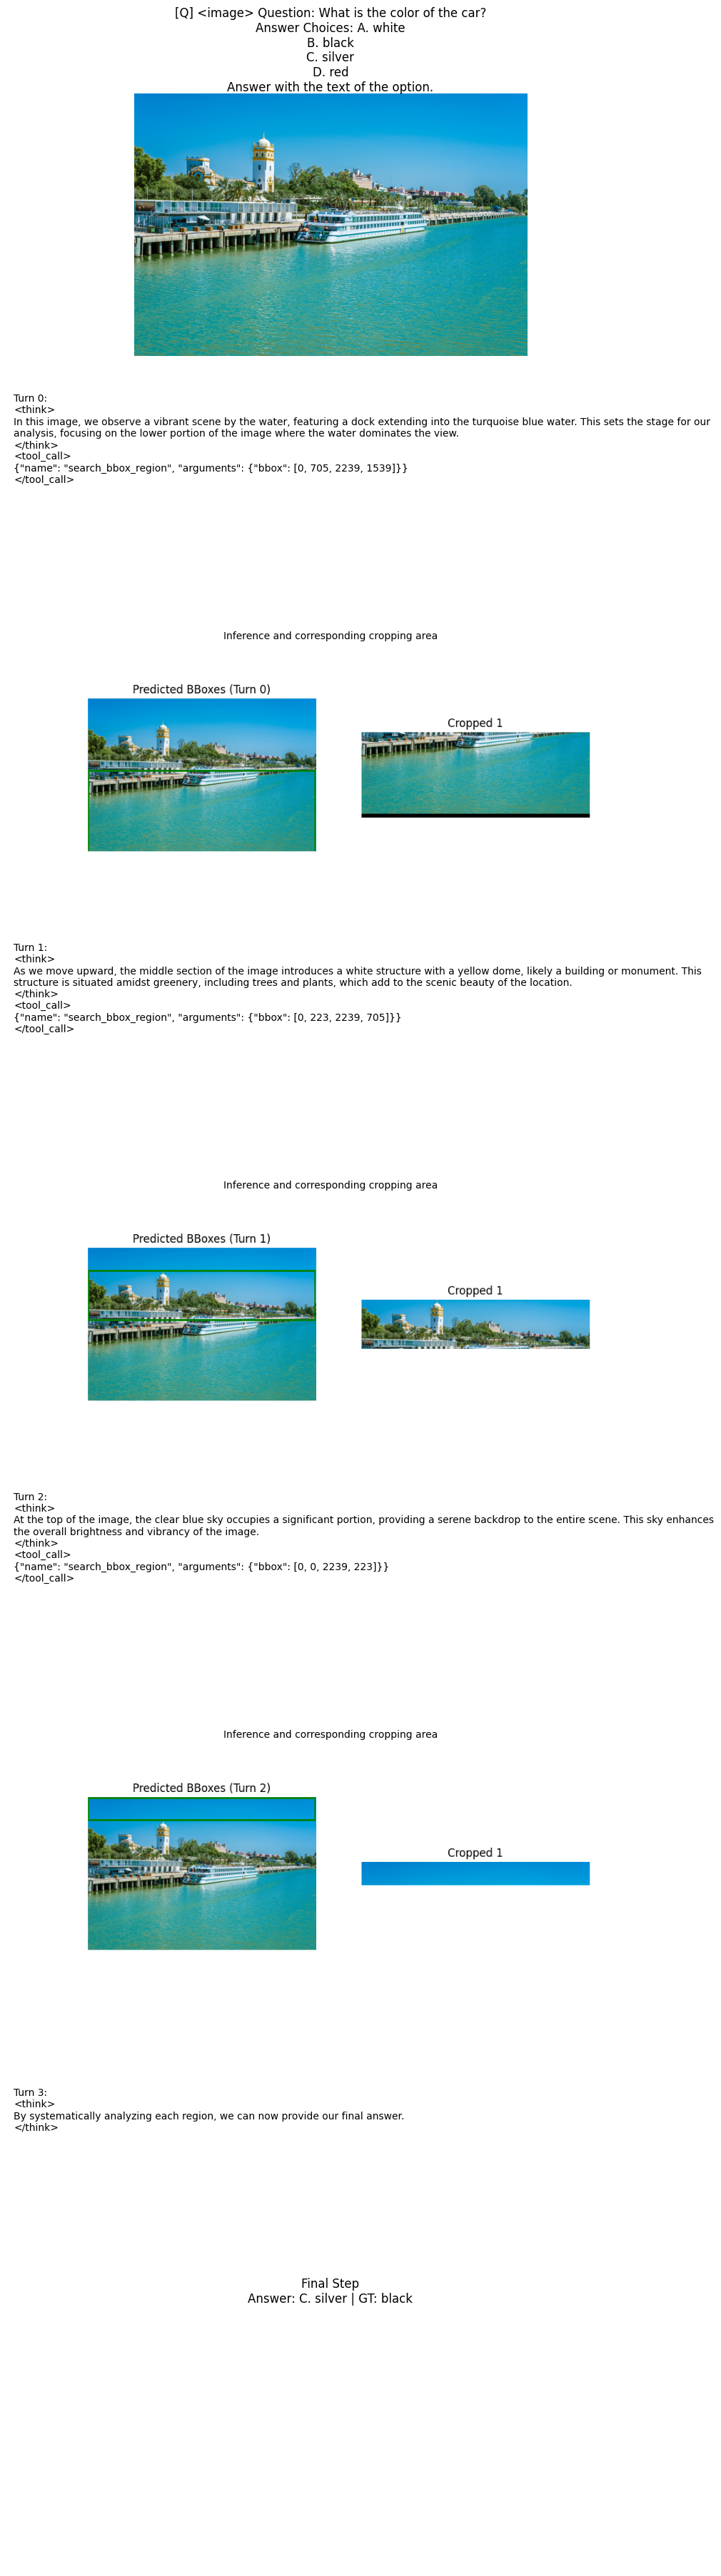 [Q] <image> Question: What is the color of the car?
Answer Choices: A. white
B. black
C. silver
D. red
Answer with the text of the option.
Turn 0:
<think>
In this image, we observe a vibrant scene by the water, featuring a dock extending into the turquoise blue water. This sets the stage for our
analysis, focusing on the lower portion of the image where the water dominates the view.
</think>
<tool_call>
{"name": "search_bbox_region", "arguments": {"bbox": [0, 705, 2239, 1539]}}
</tool_call>
Inference and corresponding cropping area
Predicted BBoxes (Turn 0)
Cropped 1
Turn 1:
<think>
As we move upward, the middle section of the image introduces a white structure with a yellow dome, likely a building or monument. This
structure is situated amidst greenery, including trees and plants, which add to the scenic beauty of the location.
</think>
<tool_call>
{"name": "search_bbox_region", "arguments": {"bbox": [0, 223, 2239, 705]}}
</tool_call>
Inference and corresponding cropping area
Predicted BBoxes (Turn 1)
Cropped 1
Turn 2:
<think>
At the top of the image, the clear blue sky occupies a significant portion, providing a serene backdrop to the entire scene. This sky enhances
the overall brightness and vibrancy of the image.
</think>
<tool_call>
{"name": "search_bbox_region", "arguments": {"bbox": [0, 0, 2239, 223]}}
</tool_call>
Inference and corresponding cropping area
Predicted BBoxes (Turn 2)
Cropped 1
Turn 3:
<think>
By systematically analyzing each region, we can now provide our final answer.
</think>
Final Step
Answer: C. silver | GT: black